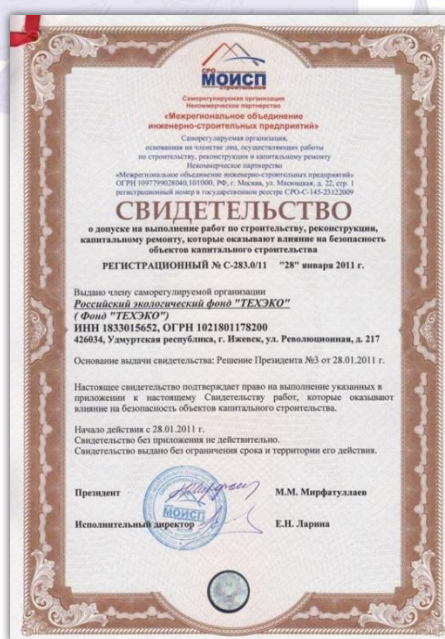 СРО
МОИСП
строительный
Саморегулируемая организация
Некоммерческое партнерство
«Межрегиональное объединение
инженерно-строительных предприятий»
Саморегулируемая организация,
основанная на членстве лиц, осуществляющих работы
по строительству, реконструкции и капитальному ремонту
Некоммерческое партнерство
«Межрегиональное объединение инженерно-строительных предприятий»
ОГРН 1097799028040,101000, РФ, г. Москва, ул. Мясницкая, д. 22, стр. 1
регистрационный номер в государственном реестре СРО-С-145-23122009
СВИДЕТЕЛЬСТВО
о допуске на выполнение работ по строительству, реконструкции,
капитальному ремонту, которые оказывают влияние на безопасность
объектов капитального строительства
РЕГИСТРАЦИОННЫЙ № С-283.0/11 "28" января 2011 г.
Выдано члену саморегулируемой организации
Российский экологический фонд "ТЕХЭКО"
( Фонд "ТЕХЭКО")
ИНН 1833015652, ОГРН 1021801178200
426034, Удмуртская республика, г. Ижевск, ул. Революционная, д. 217
Основание выдачи свидетельства: Решение Президента №3 от 28.01.2011 г.
Настоящее свидетельство подтверждает право на выполнение указанных в
приложении к настоящему Свидетельству работ, которые оказывают
влияние на безопасность объектов капитального строительства.
Начало действия с 28.01.2011 г.
Свидетельство без приложения не действительно.
Свидетельство выдано без ограничения срока и территории его действия.
Президент М.М. Мирфатуллаев
МОИСП
Исполнительный директор Е.Н. Ларина